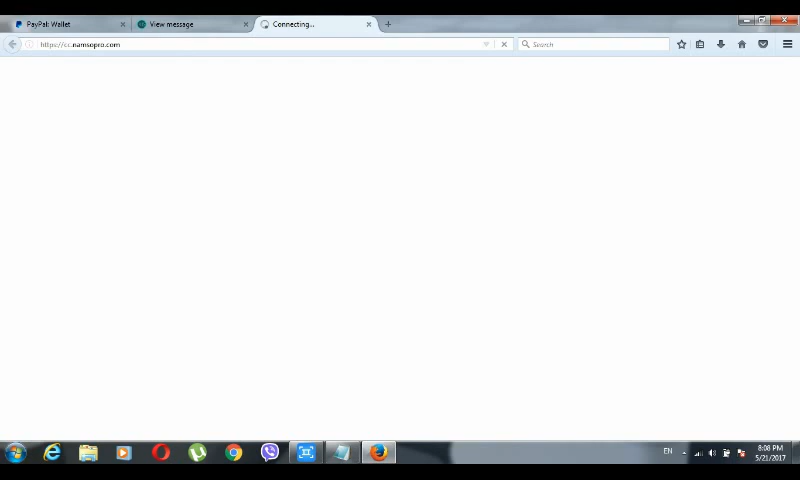 PayPal: Wallet
View message
Connecting...
https://cc.namsopro.com
Search
EN
8:08 PM
5/21/2017